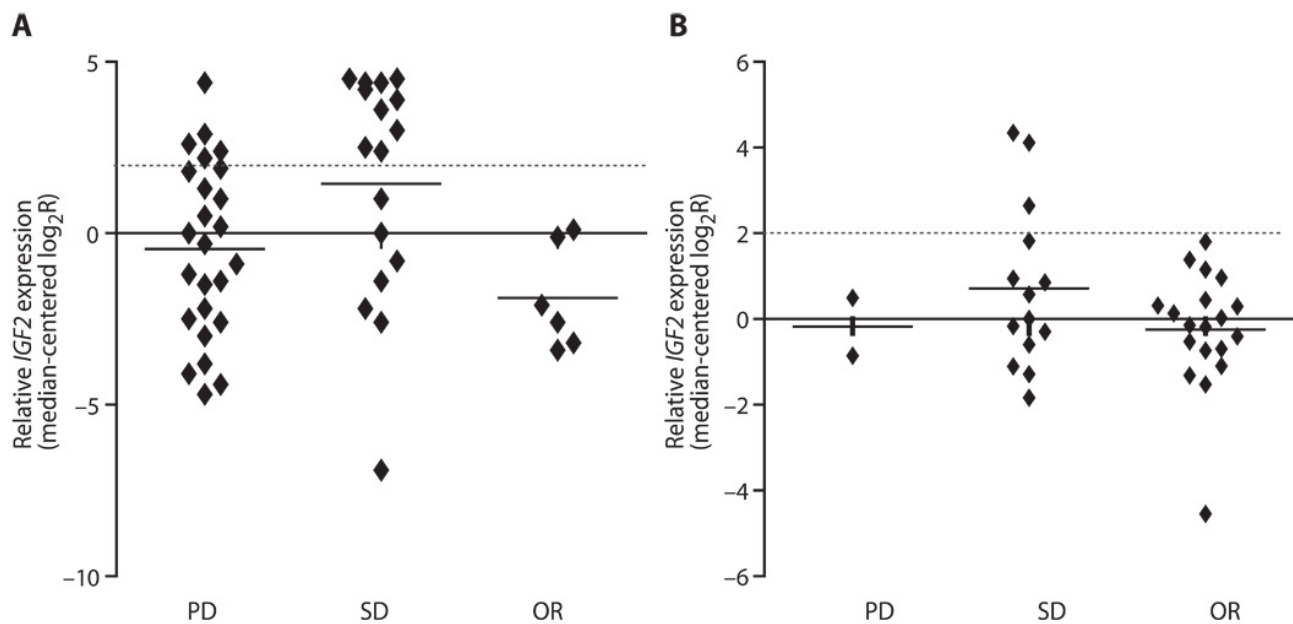 A
5
0
−5
−10
Relative IGF2 expression
(median-centered log₂R)
PD SD OR
B
6
4
2
0
−2
−4
−6
Relative IGF2 expression
(median-centered log₂R)
PD SD OR